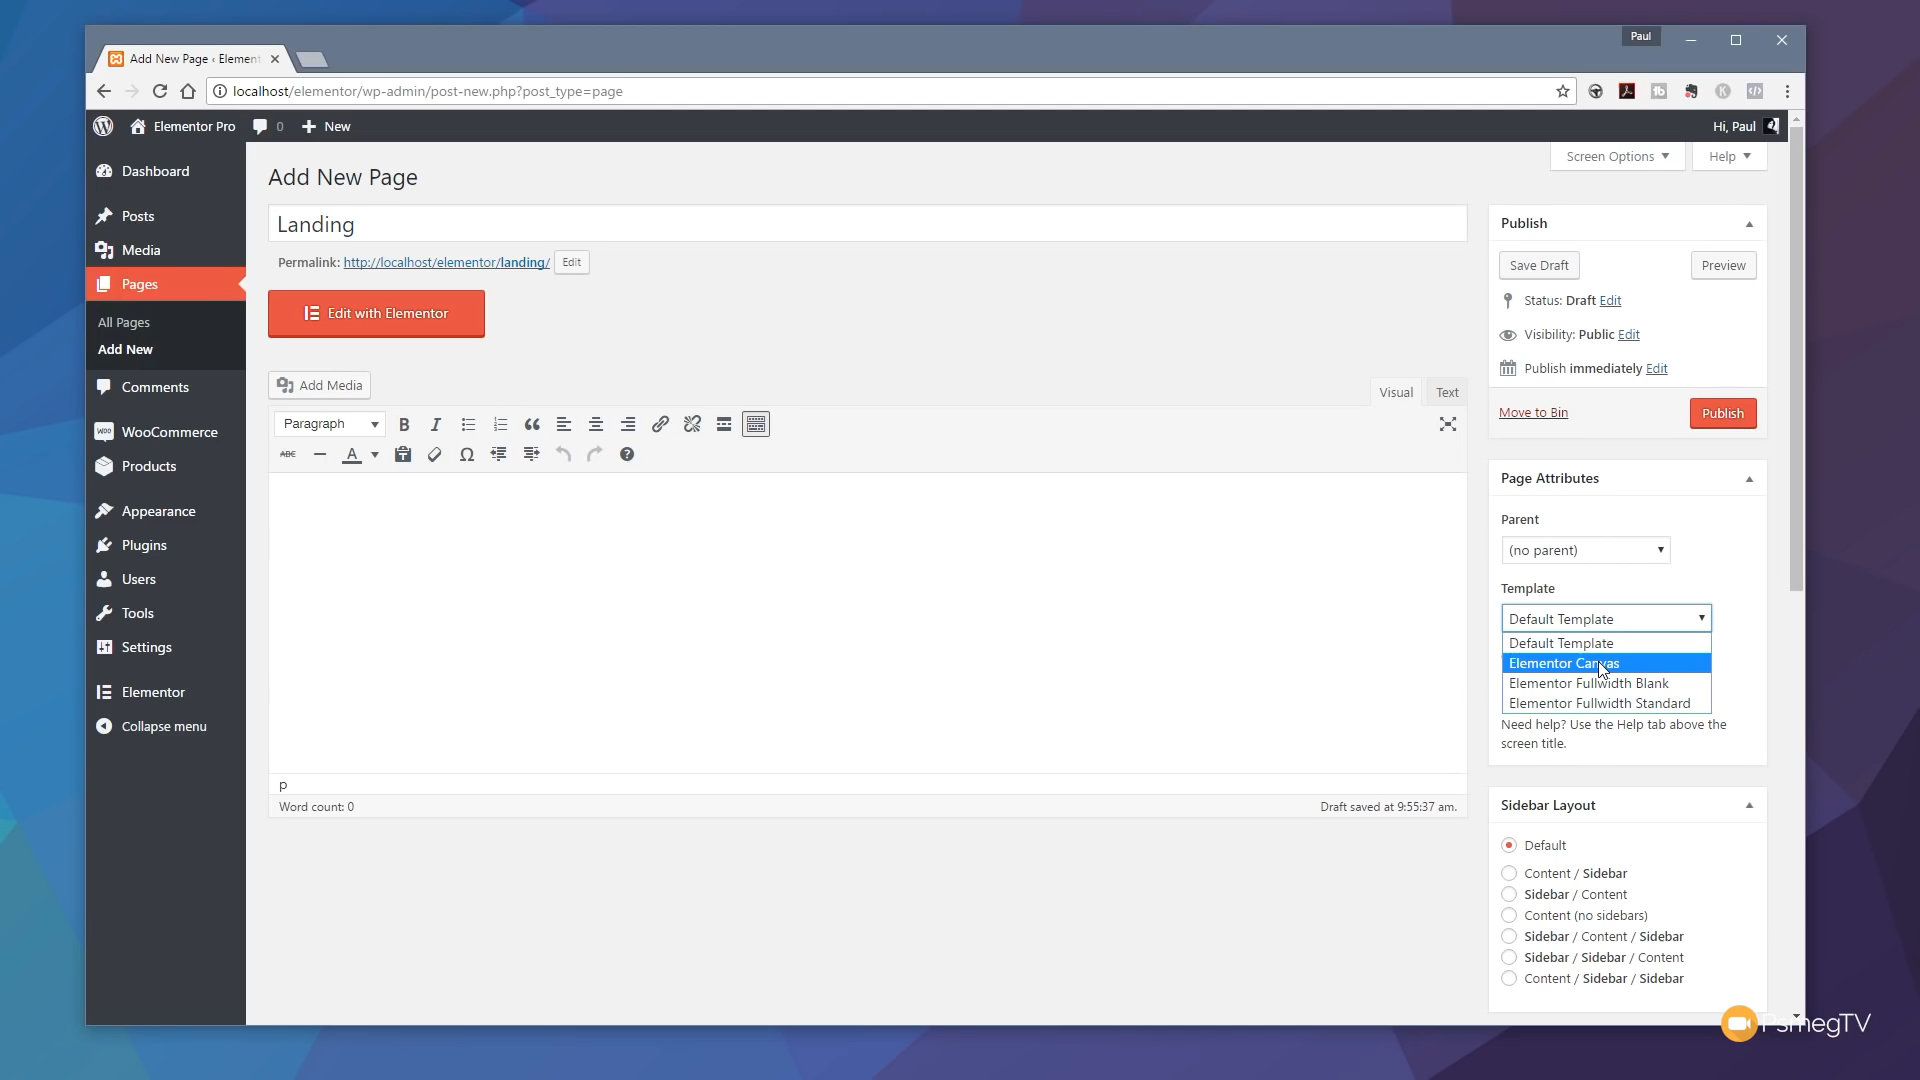 Paul
Add New Page ‹ Element
localhost/elementor/wp-admin/post-new.php?post_type=page
Elementor Pro
0
New
Hi, Paul
Screen Options
Help
Dashboard
Posts
Media
Pages
All Pages
Add New
Comments
WooCommerce
Products
Appearance
Plugins
Users
Tools
Settings
Elementor
Collapse menu
Add New Page
Landing
Permalink: http://localhost/elementor/landing/ Edit
Edit with Elementor
Add Media
Visual
Text
Paragraph
B
I
ABC
A
Ω
p
Word count: 0
Draft saved at 9:55:37 am.
Publish
Save Draft
Preview
Status: Draft Edit
Visibility: Public Edit
Publish immediately Edit
Move to Bin
Publish
Page Attributes
Parent
(no parent)
Template
Default Template
Default Template
Elementor Canvas
Elementor Fullwidth Blank
Elementor Fullwidth Standard
Need help? Use the Help tab above the
screen title.
Sidebar Layout
Default
Content / Sidebar
Sidebar / Content
Content (no sidebars)
Sidebar / Content / Sidebar
Sidebar / Sidebar / Content
Content / Sidebar / Sidebar
PsmegTV